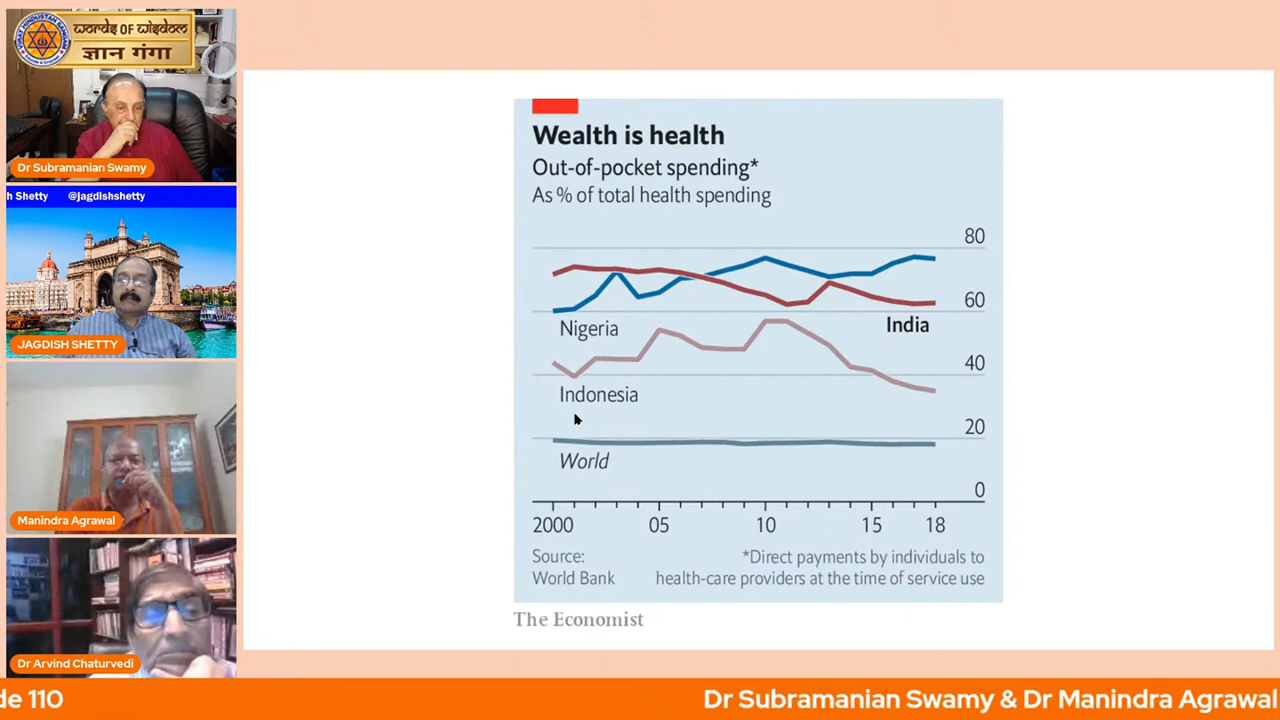 VIRAT HINDUSTAN SANGAM
WORDS OF WISDOM
ज्ञान गंगा
Dr Subramanian Swamy
h Shetty @jagdishshetty
JAGDISH SHETTY
Manindra Agrawal
Dr Arvind Chaturvedi
Wealth is health
Out-of-pocket spending*
As % of total health spending
80
60
Nigeria
India
40
Indonesia
20
World
0
2000 05 10 15 18
Source:
World Bank
*Direct payments by individuals to
health-care providers at the time of service use
The Economist
de 110
Dr Subramanian Swamy & Dr Manindra Agrawal